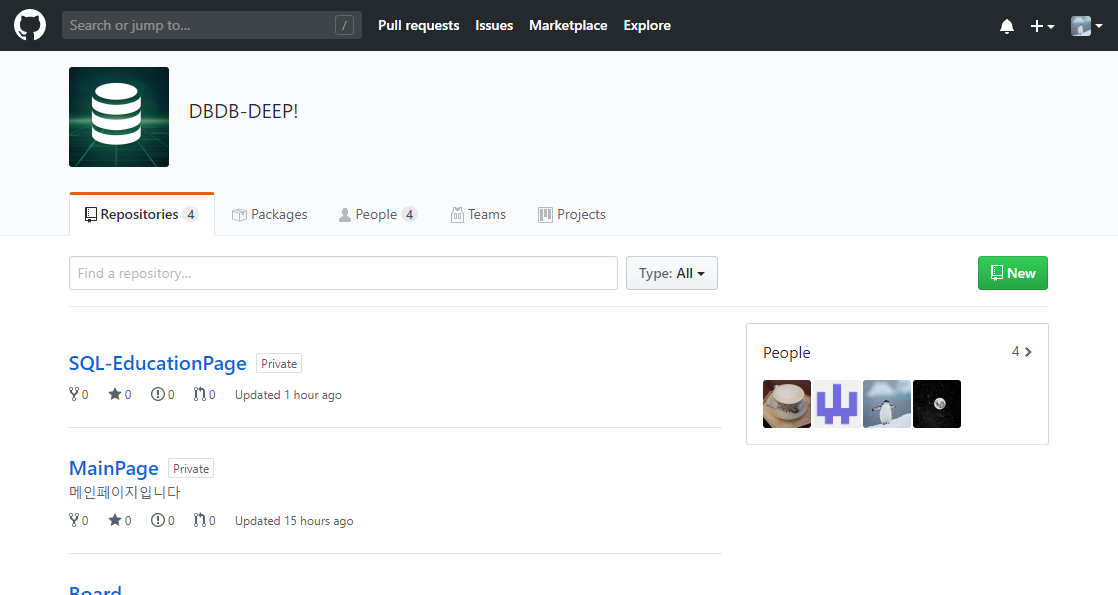 Search or jump to... /
Pull requests Issues Marketplace Explore
DBDB-DEEP!
Repositories 4 Packages People 4 Teams Projects
Find a repository... Type: All New
SQL-EducationPage Private
0 0 0 0 Updated 1 hour ago
MainPage Private
메인페이지입니다
0 0 0 0 Updated 15 hours ago
Board
People 4